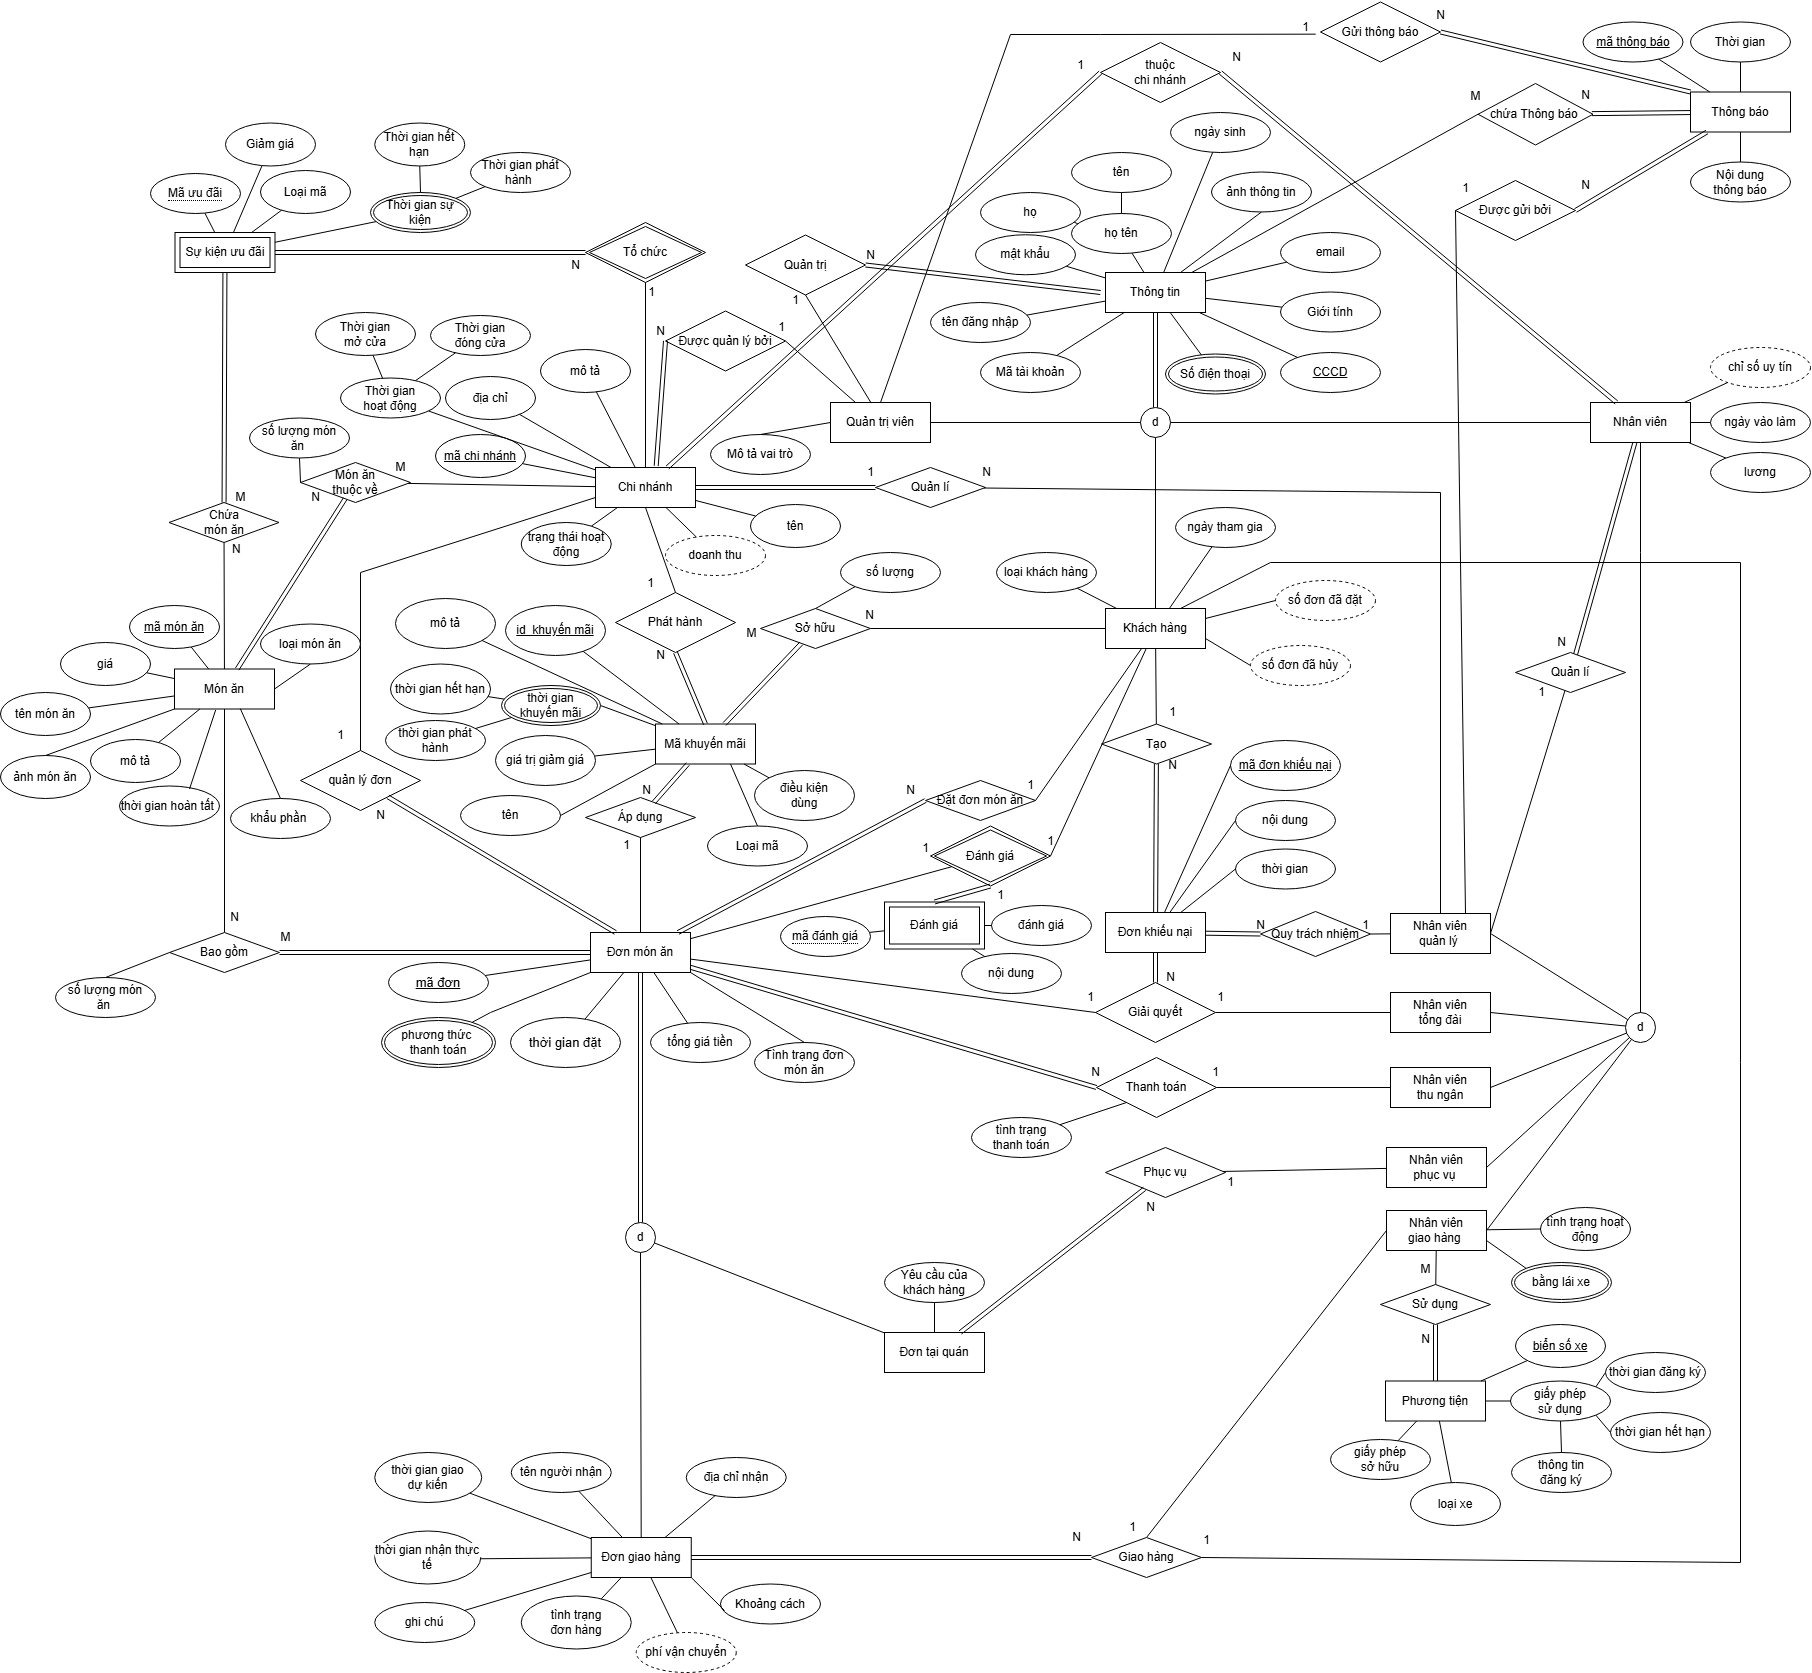 1
Gửi thông báo
N
mã thông báo
Thời gian
1
thuộc
chi nhánh
N
M
chứa Thông báo
N
Thông báo
Nội dung
thông báo
1
Được gửi bởi
N
Giảm giá
Thời gian hết
hạn
Thời gian phát
hành
Mã ưu đãi
Loại mã
Thời gian sự
kiện
Sự kiện ưu đãi
N
Tổ chức
1
ngày sinh
tên
ảnh thông tin
họ
họ tên
mật khẩu
email
Quản trị
N
1
Thông tin
tên đăng nhập
Giới tính
Mã tài khoản
Số điện thoại
CCCD
Thời gian
mở cửa
Thời gian
đóng cửa
N
Được quản lý bởi
1
Thời gian
hoạt động
địa chỉ
mô tả
Quản trị viên
Mô tả vai trò
d
Nhân viên
chỉ số uy tín
ngày vào làm
lương
số lượng món
ăn
mã chi nhánh
Món ăn
thuộc về
M
N
Chi nhánh
1
Quản lí
N
M
Chứa
món ăn
N
trạng thái hoạt
động
doanh thu
tên
ngày tham gia
loại khách hàng
số đơn đã đặt
số đơn đã hủy
Khách hàng
số lượng
M
Sở hữu
N
1
Phát hành
N
mô tả
id  khuyến mãi
mã món ăn
loại món ăn
giá
Món ăn
tên món ăn
ảnh món ăn
mô tả
thời gian hoàn tất
khẩu phần
thời gian hết hạn
thời gian
khuyến mãi
thời gian phát
hành
giá trị giảm giá
tên
Mã khuyến mãi
điều kiện
dùng
Loại mã
1
quản lý đơn
N
N
Áp dụng
1
N
Đặt đơn món ăn
1
1
Đánh giá
1
1
mã đánh giá
Đánh giá
đánh giá
nội dung
1
Tạo
N
mã đơn khiếu nại
nội dung
thời gian
N
Quản lí
1
Đơn khiếu nại
N
Quy trách nhiệm
1
Nhân viên
quản lý
N
Bao gồm
M
số lượng món
ăn
Đơn món ăn
mã đơn
phương thức
thanh toán
thời gian đặt
tổng giá tiền
Tình trạng đơn
món ăn
1
Giải quyết
N
1
Nhân viên
tổng đài
d
N
Thanh toán
1
tình trạng
thanh toán
Nhân viên
thu ngân
Phục vụ
1
N
Nhân viên
phục vụ
Nhân viên
giao hàng
tình trạng hoạt
động
bằng lái xe
d
Yêu cầu của
khách hàng
Đơn tại quán
M
Sử dụng
N
biển số xe
Phương tiện
giấy phép
sử dụng
thời gian đăng ký
thời gian hết hạn
thông tin
đăng ký
giấy phép
sở hữu
loại xe
thời gian giao
dự kiến
tên người nhận
địa chỉ nhận
thời gian nhận thực
tế
Đơn giao hàng
N
1
Giao hàng
1
ghi chú
tình trạng
đơn hàng
Khoảng cách
phí vận chuyển